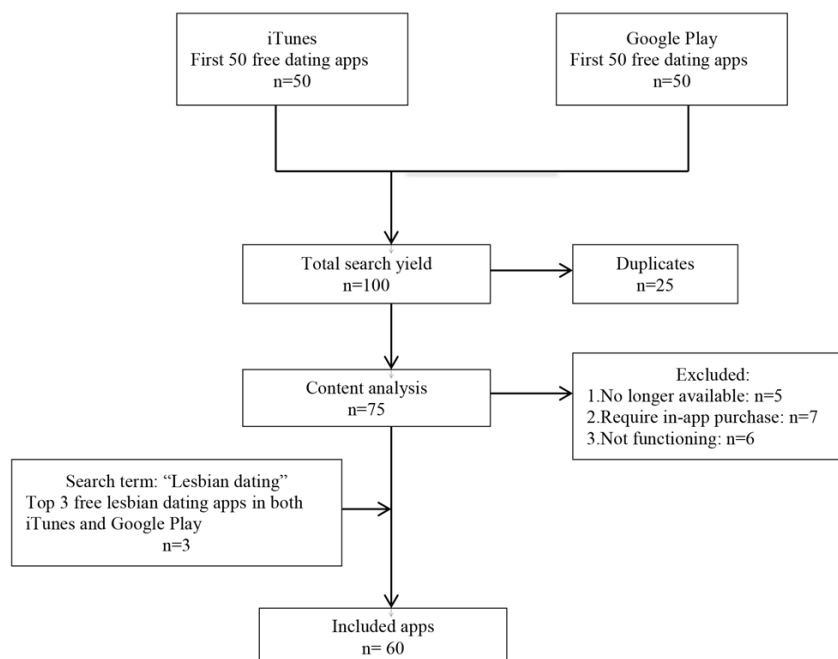 iTunes
First 50 free dating apps
n=50
Google Play
First 50 free dating apps
n=50
Total search yield
n=100
Duplicates
n=25
Content analysis
n=75
Excluded:
1.No longer available: n=5
2.Require in-app purchase: n=7
3.Not functioning: n=6
Search term: “Lesbian dating”
Top 3 free lesbian dating apps in both
iTunes and Google Play
n=3
Included apps
n= 60